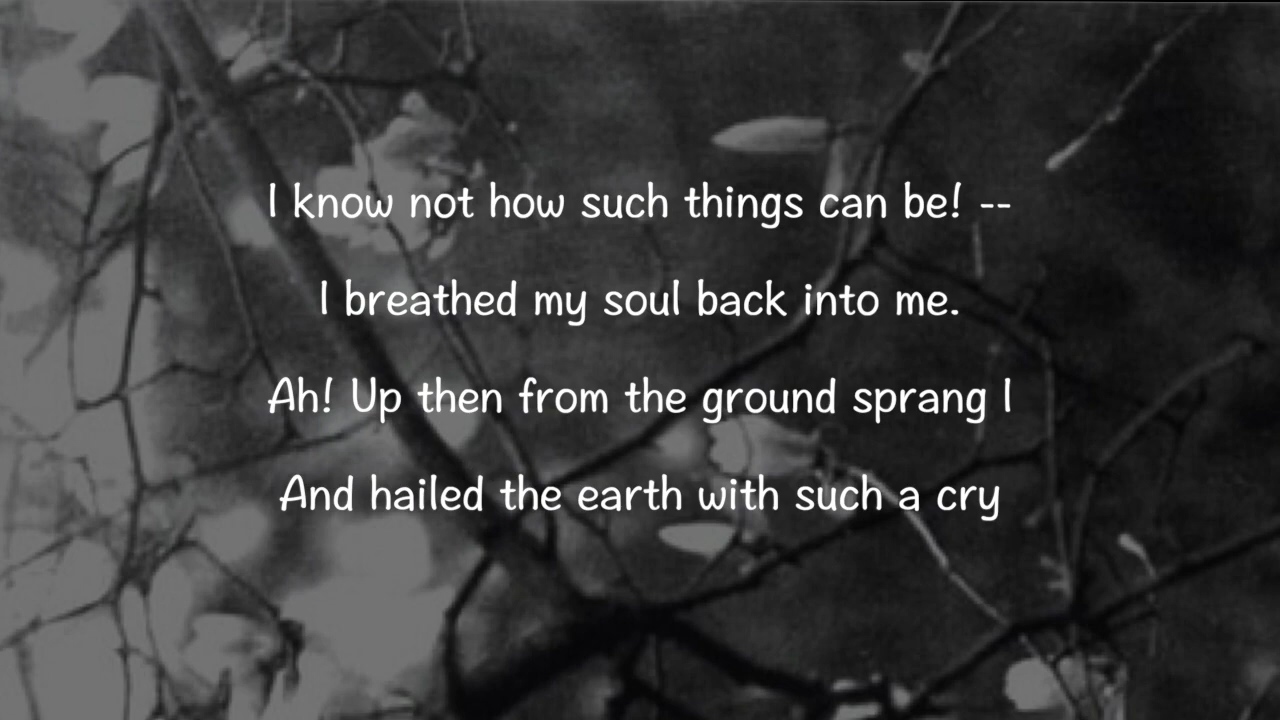 I know not how such things can be! --
I breathed my soul back into me.
Ah! Up then from the ground sprang I
And hailed the earth with such a cry